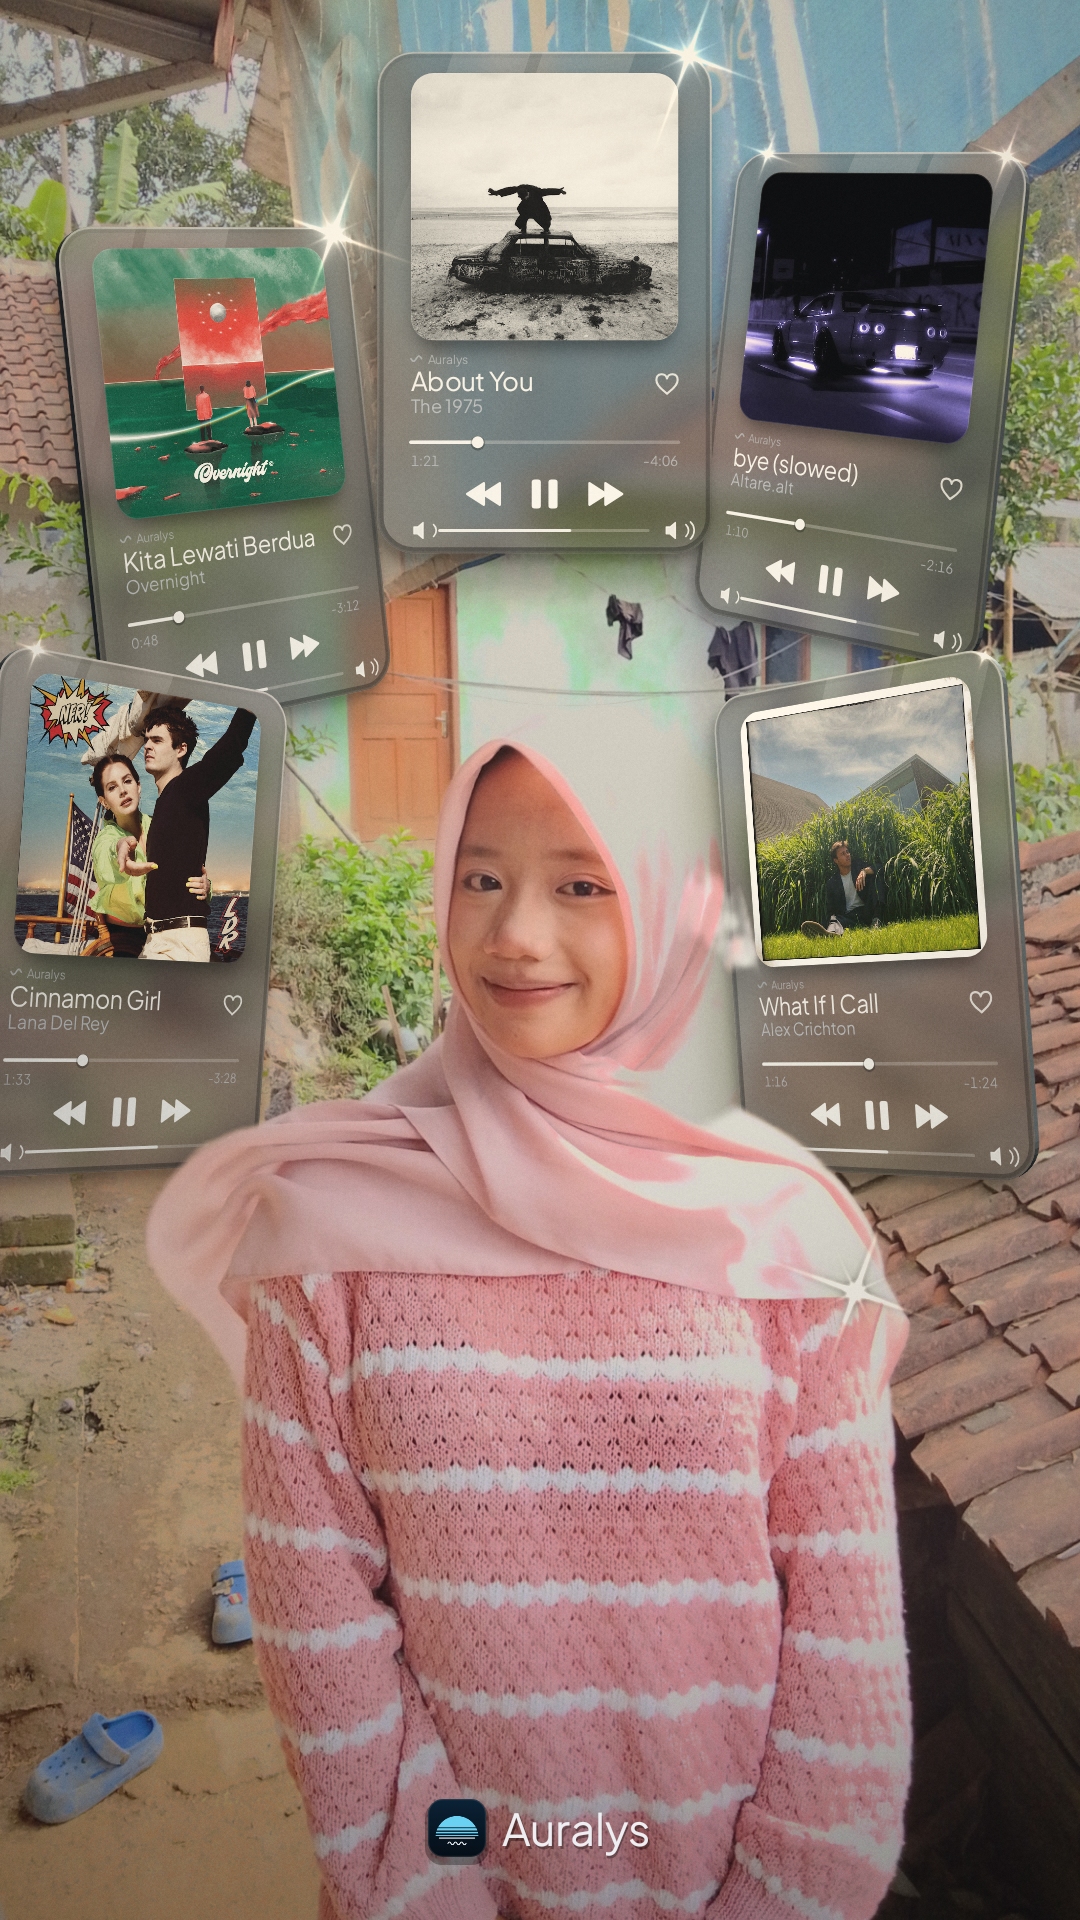 Auralys
About You
The 1975
1:21
-4:06
Auralys
bye (slowed)
Altare.alt
1:10
-2:16
Overnight
Auralys
Kita Lewati Berdua
Overnight
0:48
-3:12
NFR!
LDR
Auralys
Cinnamon Girl
Lana Del Rey
1:33
-3:28
Auralys
What If I Call
Alex Crichton
1:16
-1:24
Auralys